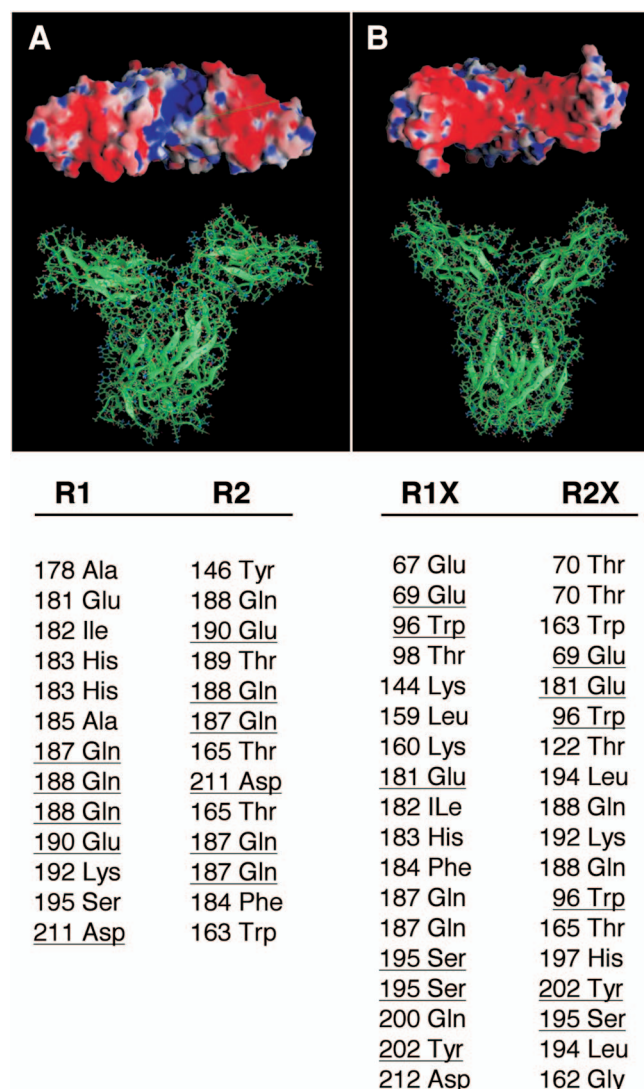 A B
R1 R2 R1X R2X
178 Ala 146 Tyr 67 Glu 70 Thr
181 Glu 188 Gln 69 Glu 70 Thr
182 Ile 190 Glu 96 Trp 163 Trp
183 His 189 Thr 98 Thr 69 Glu
183 His 188 Gln 144 Lys 181 Glu
185 Ala 187 Gln 159 Leu 96 Trp
187 Gln 165 Thr 160 Lys 122 Thr
188 Gln 211 Asp 181 Glu 194 Leu
188 Gln 165 Thr 182 ILe 188 Gln
190 Glu 187 Gln 183 His 192 Lys
192 Lys 187 Gln 184 Phe 188 Gln
195 Ser 184 Phe 187 Gln 96 Trp
211 Asp 163 Trp 187 Gln 165 Thr
195 Ser 197 His
195 Ser 202 Tyr
200 Gln 195 Ser
202 Tyr 194 Leu
212 Asp 162 Gly